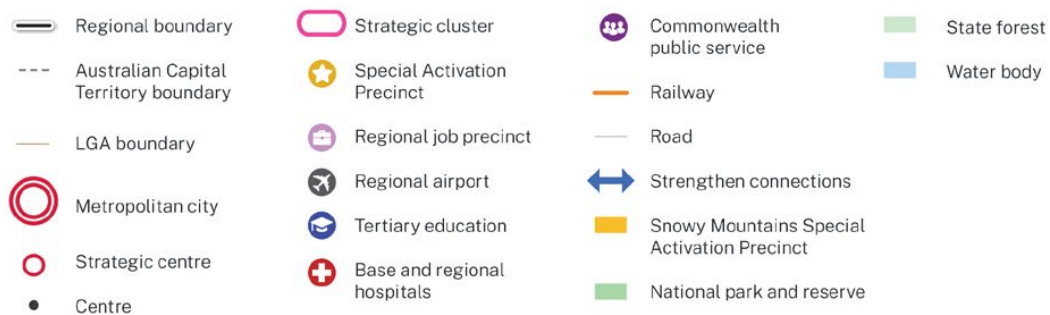 Regional boundary
Australian Capital
Territory boundary
LGA boundary
Metropolitan city
Strategic centre
Centre
Strategic cluster
Special Activation
Precinct
Regional job precinct
Regional airport
Tertiary education
Base and regional
hospitals
Commonwealth
public service
Railway
Road
Strengthen connections
Snowy Mountains Special
Activation Precinct
National park and reserve
State forest
Water body